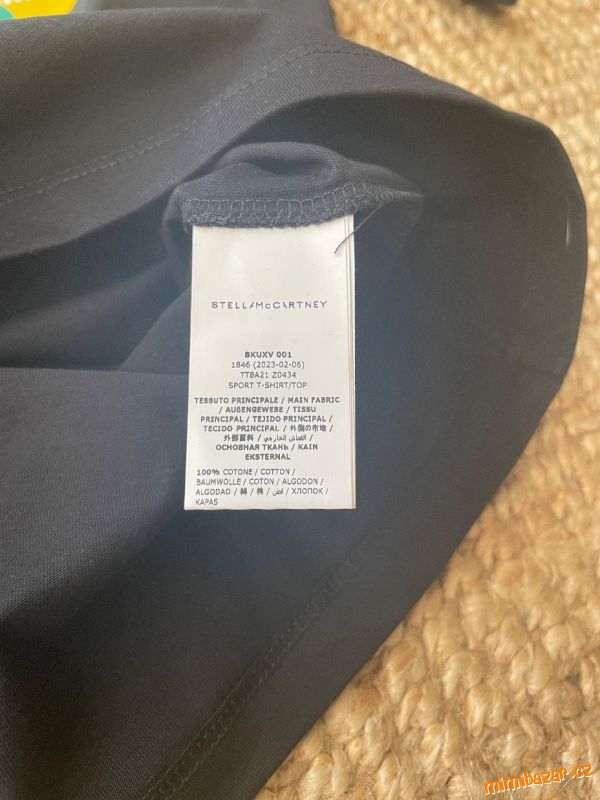 STELLA McCARTNEY
BKUXV 001
1846 (2023-02-06)
TT8A21 Z0434
SPORT T-SHIRT/TOP
TESSUTO PRINCIPALE / MAIN FABRIC
/ AUßENGEWEBE / TISSU
PRINCIPAL / TEJIDO PRINCIPAL /
TECIDO PRINCIPAL / 外側の布地 /
外部面料 / القماش الخارجي /
ОСНОВНАЯ ТКАНЬ / KAIN
EKSTERNAL
100% COTONE / COTTON /
BAUMWOLLE / COTON / ALGODON /
ALGODAO / 綿 / 棉 / قطن / ХЛОПОК /
KAPAS
mimibazar.cz